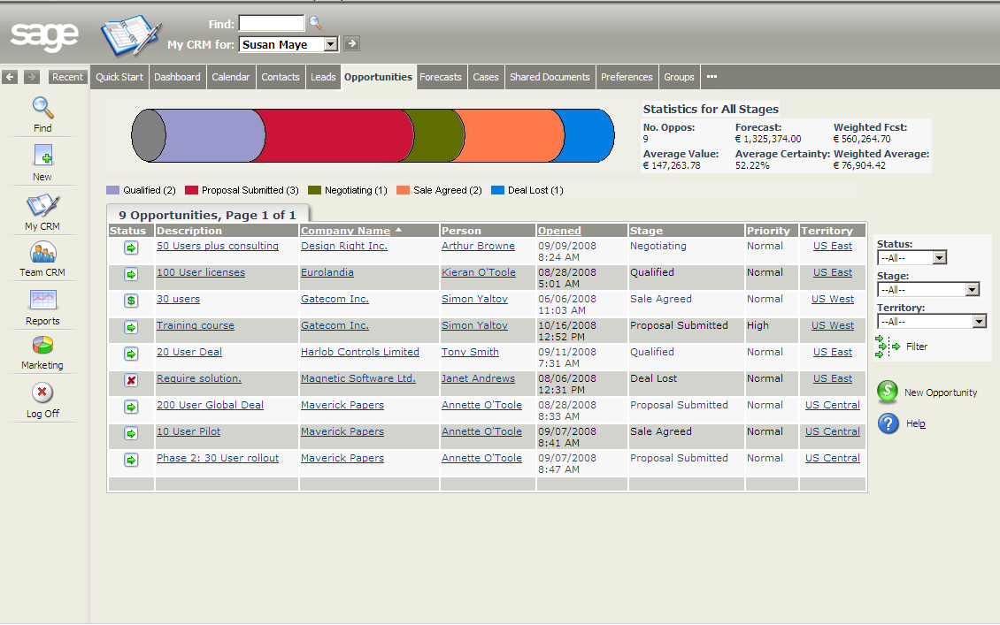 sage
Find:
My CRM for: Susan Maye
Recent Quick Start Dashboard Calendar Contacts Leads Opportunities Forecasts Cases Shared Documents Preferences Groups •••
Find
New
My CRM
Team CRM
Reports
Marketing
Log Off
Statistics for All Stages
No. Oppos: Forecast: Weighted Fcst:
9 € 1,325,374.00 € 560,264.70
Average Value: Average Certainty: Weighted Average:
€ 147,263.78 52.22% € 76,904.42
Qualified (2) Proposal Submitted (3) Negotiating (1) Sale Agreed (2) Deal Lost (1)
9 Opportunities, Page 1 of 1
Status Description Company Name Person Opened Stage Priority Territory
50 Users plus consulting Design Right Inc. Arthur Browne 09/09/2008 Negotiating Normal US East
8:24 AM
100 User licenses Eurolandia Kieran O'Toole 08/28/2008 Qualified Normal US East
5:01 AM
$ 30 users Gatecom Inc. Simon Yaltoy 06/06/2008 Sale Agreed Normal US West
11:03 AM
Training course Gatecom Inc. Simon Yaltoy 10/16/2008 Proposal Submitted High US West
12:52 PM
20 User Deal Harlob Controls Limited Tony Smith 09/11/2008 Qualified Normal US East
7:31 AM
Require solution. Magnetic Software Ltd. Janet Andrews 08/06/2008 Deal Lost Normal US East
12:31 PM
200 User Global Deal Maverick Papers Annette O'Toole 08/28/2008 Proposal Submitted Normal US Central
8:33 AM
10 User Pilot Maverick Papers Annette O'Toole 09/07/2008 Sale Agreed Normal US Central
8:41 AM
Phase 2: 30 User rollout Maverick Papers Annette O'Toole 09/07/2008 Proposal Submitted Normal US Central
8:47 AM
Status:
--All--
Stage:
--All--
Territory:
--All--
Filter
$ New Opportunity
? Help